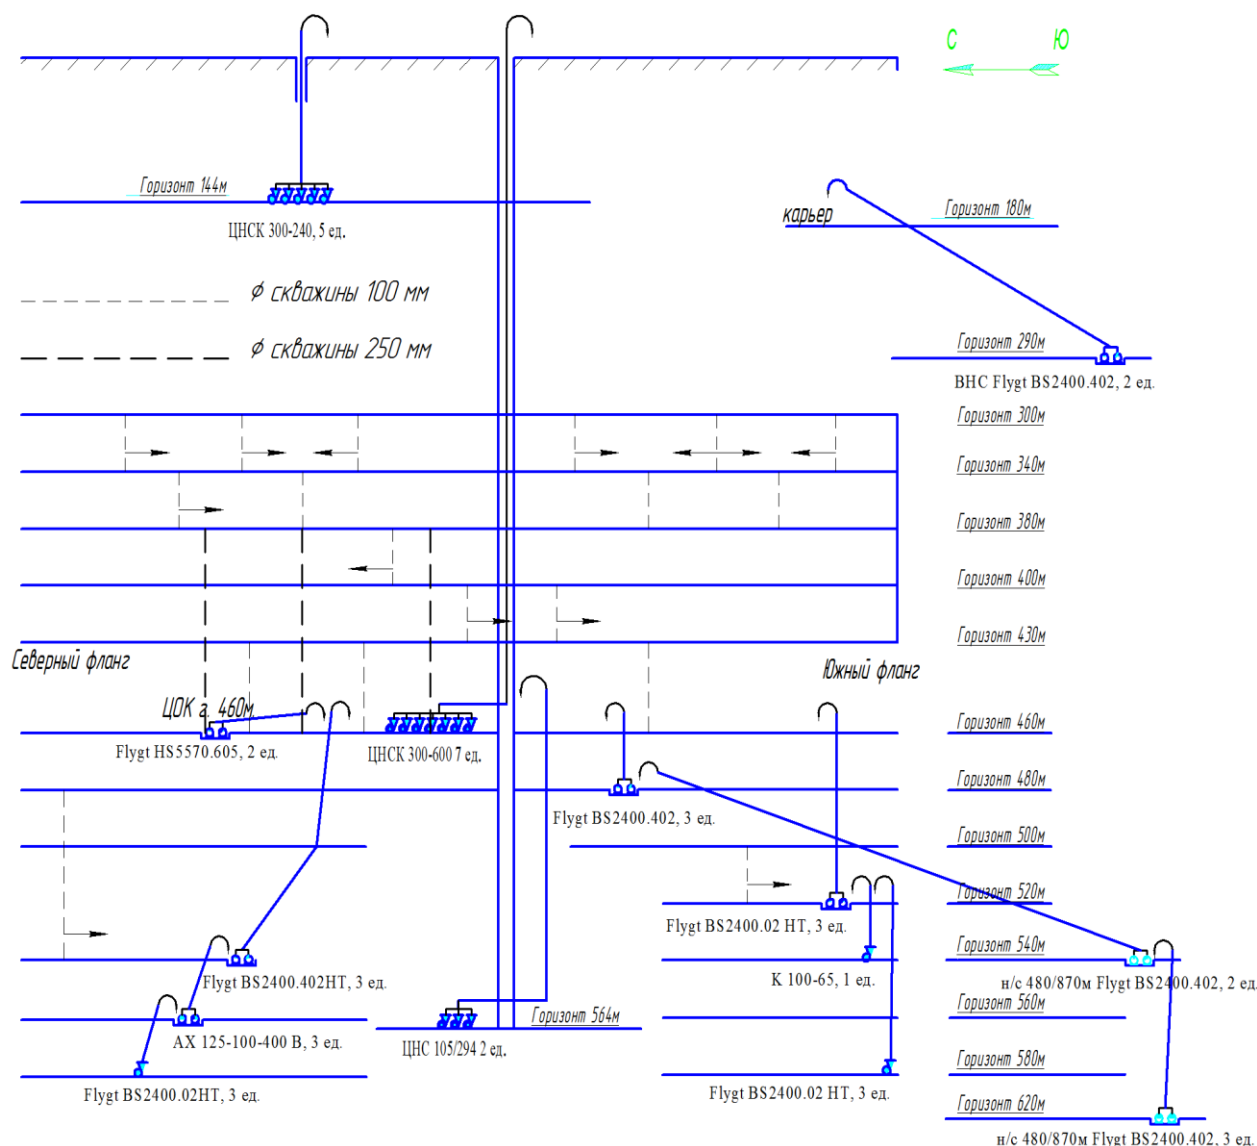 С Ю
Горизонт 144м
ЦНСК 300-240, 5 ед.
карьер
Горизонт 180м
ϕ скважины 100 мм
ϕ скважины 250 мм
Горизонт 290м
ВНС Flygt BS2400.402, 2 ед.
Горизонт 300м
Горизонт 340м
Горизонт 380м
Горизонт 400м
Горизонт 430м
Северный фланг
Южный фланг
ЦОК г. 460м
Горизонт 460м
Flygt HS5570.605, 2 ед.
ЦНСК 300-600 7 ед.
Горизонт 480м
Flygt BS2400.402, 3 ед.
Горизонт 500м
Горизонт 520м
Flygt BS2400.02 НТ, 3 ед.
Горизонт 540м
Flygt BS2400.402НТ, 3 ед.
К 100-65, 1 ед.
н/с 480/870м Flygt BS2400.402, 2 ед.
Горизонт 560м
Горизонт 564м
АХ 125-100-400 В, 3 ед.
ЦНС 105/294 2 ед.
Горизонт 580м
Flygt BS2400.02НТ, 3 ед.
Flygt BS2400.02 НТ, 3 ед.
Горизонт 620м
н/с 480/870м Flygt BS2400.402, 3 ед.